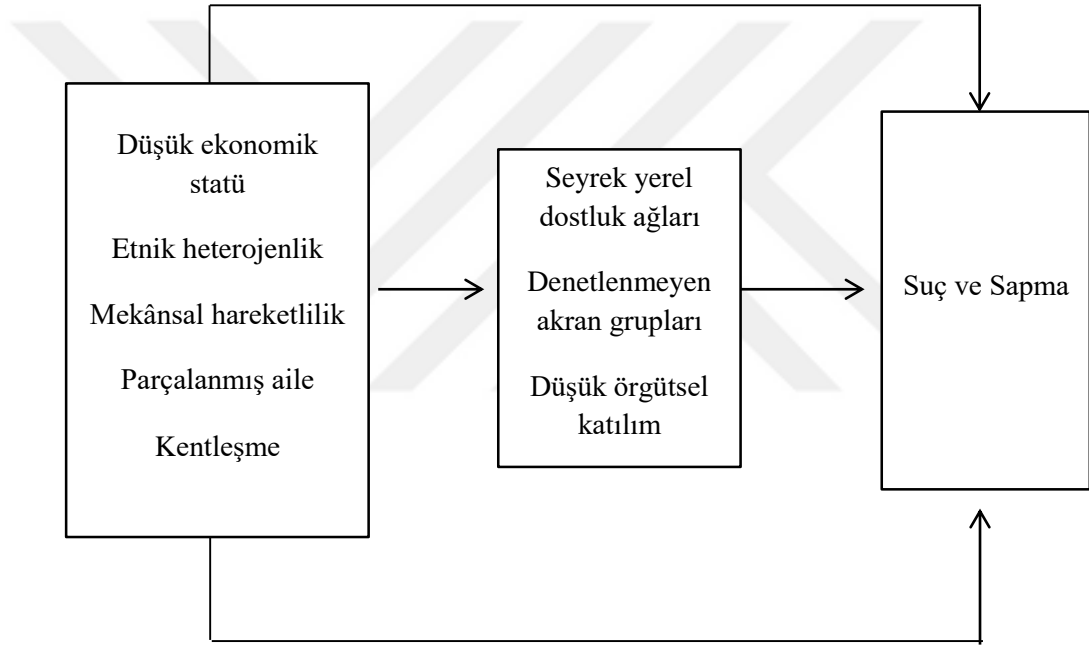 Düşük ekonomik
statü
Etnik heterojenlik
Mekânsal hareketlilik
Parçalanmış aile
Kentleşme
Seyrek yerel
dostluk ağları
Denetlenmeyen
akran grupları
Düşük örgütsel
katılım
Suç ve Sapma